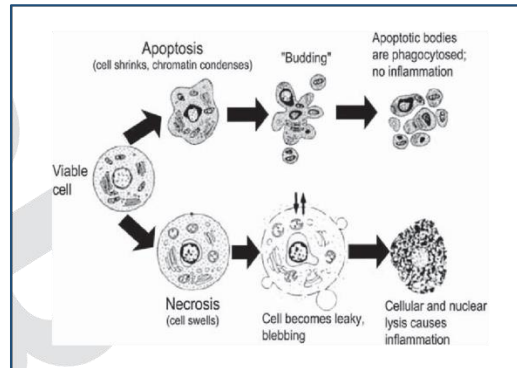 Apoptosis
(cell shrinks, chromatin condenses)
"Budding"
Apoptotic bodies
are phagocytosed;
no inflammation
Viable
cell
Necrosis
(cell swells)
Cell becomes leaky,
blebbing
Cellular and nuclear
lysis causes
inflammation